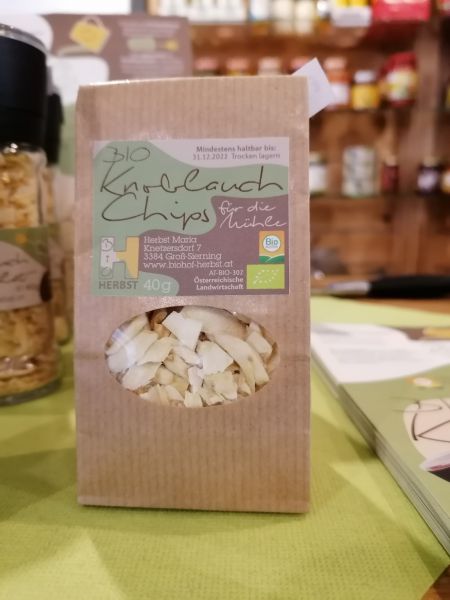 Mindestens haltbar bis:
31.12.2022 Trocken lagern
BIO
Knoblauch
Chips für die
Mühle
Herbst Maria
Knetzersdorf 7
3384 Groß-Sierning
www.biohof-herbst.at
HERBST 40g
AT-BIO-302
Österreichische
Landwirtschaft
Bio